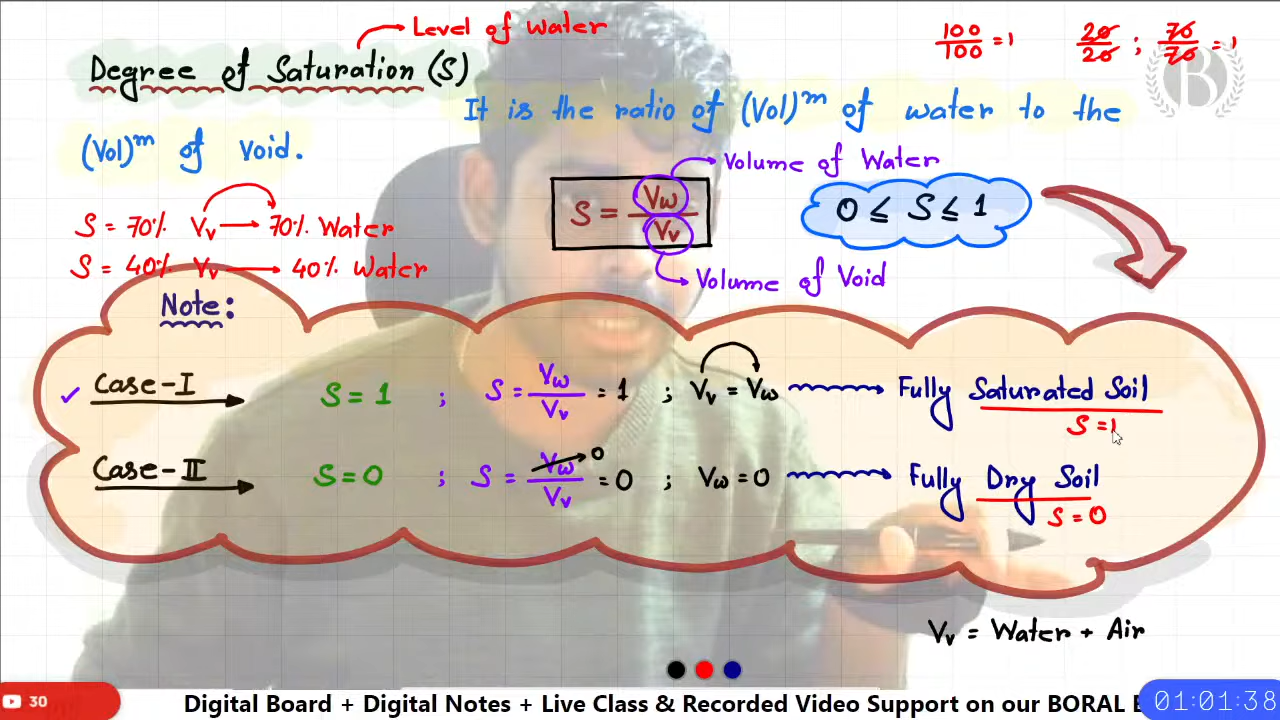 Level of Water
100/100 = 1 20/20 ; 70/70 = 1
Degree of Saturation (S)
It is the ratio of (Vol)ᵐ of water to the
(Vol)ᵐ of void.
Volume of Water
S = Vw/Vv
0 ≤ S ≤ 1
S = 70% Vv → 70% Water
S = 40% Vv → 40% Water
Volume of Void
Note:
✓ Case-I → S = 1 ; S = Vw/Vv = 1 ; Vv = Vw Fully Saturated Soil
S = 1
Case-II → S = 0 ; S = Vw/Vv = 0 ; Vw = 0 Fully Dry Soil
0
S = 0
Vv = Water + Air
B
30
Digital Board + Digital Notes + Live Class & Recorded Video Support on our BORAL
01:01:38